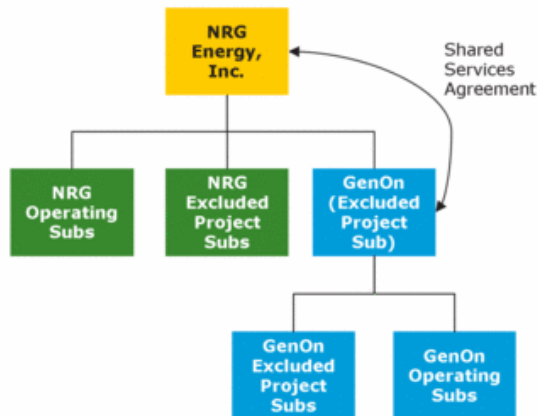 NRG
Energy,
Inc.
Shared
Services
Agreement
NRG
Operating
Subs
NRG
Excluded
Project
Subs
GenOn
(Excluded
Project
Sub)
GenOn
Excluded
Project
Subs
GenOn
Operating
Subs